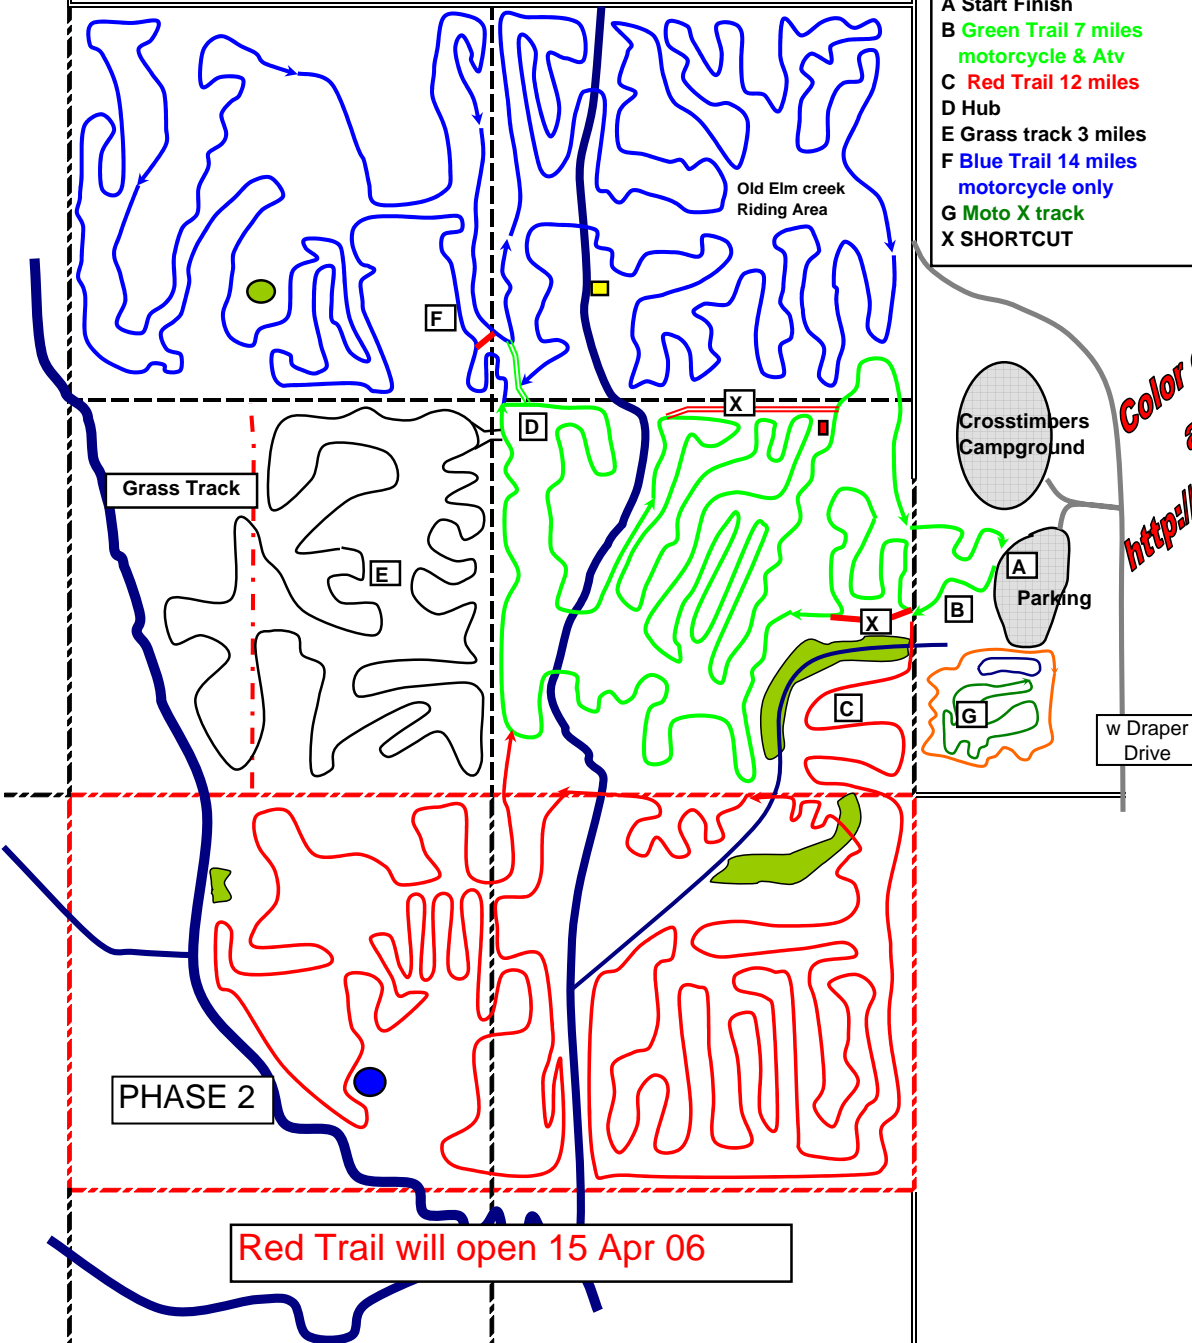 A Start Finish
B Green Trail 7 miles
motorcycle & Atv
C Red Trail 12 miles
D Hub
E Grass track 3 miles
F Blue Trail 14 miles
motorcycle only
G Moto X track
X SHORTCUT
Old Elm creek
Riding Area
F
X
D
Crosstimbers
Campground
Color
Grass Track
http://
E
A
B
Parking
X
C
G
w Draper
Drive
PHASE 2
Red Trail will open 15 Apr 06